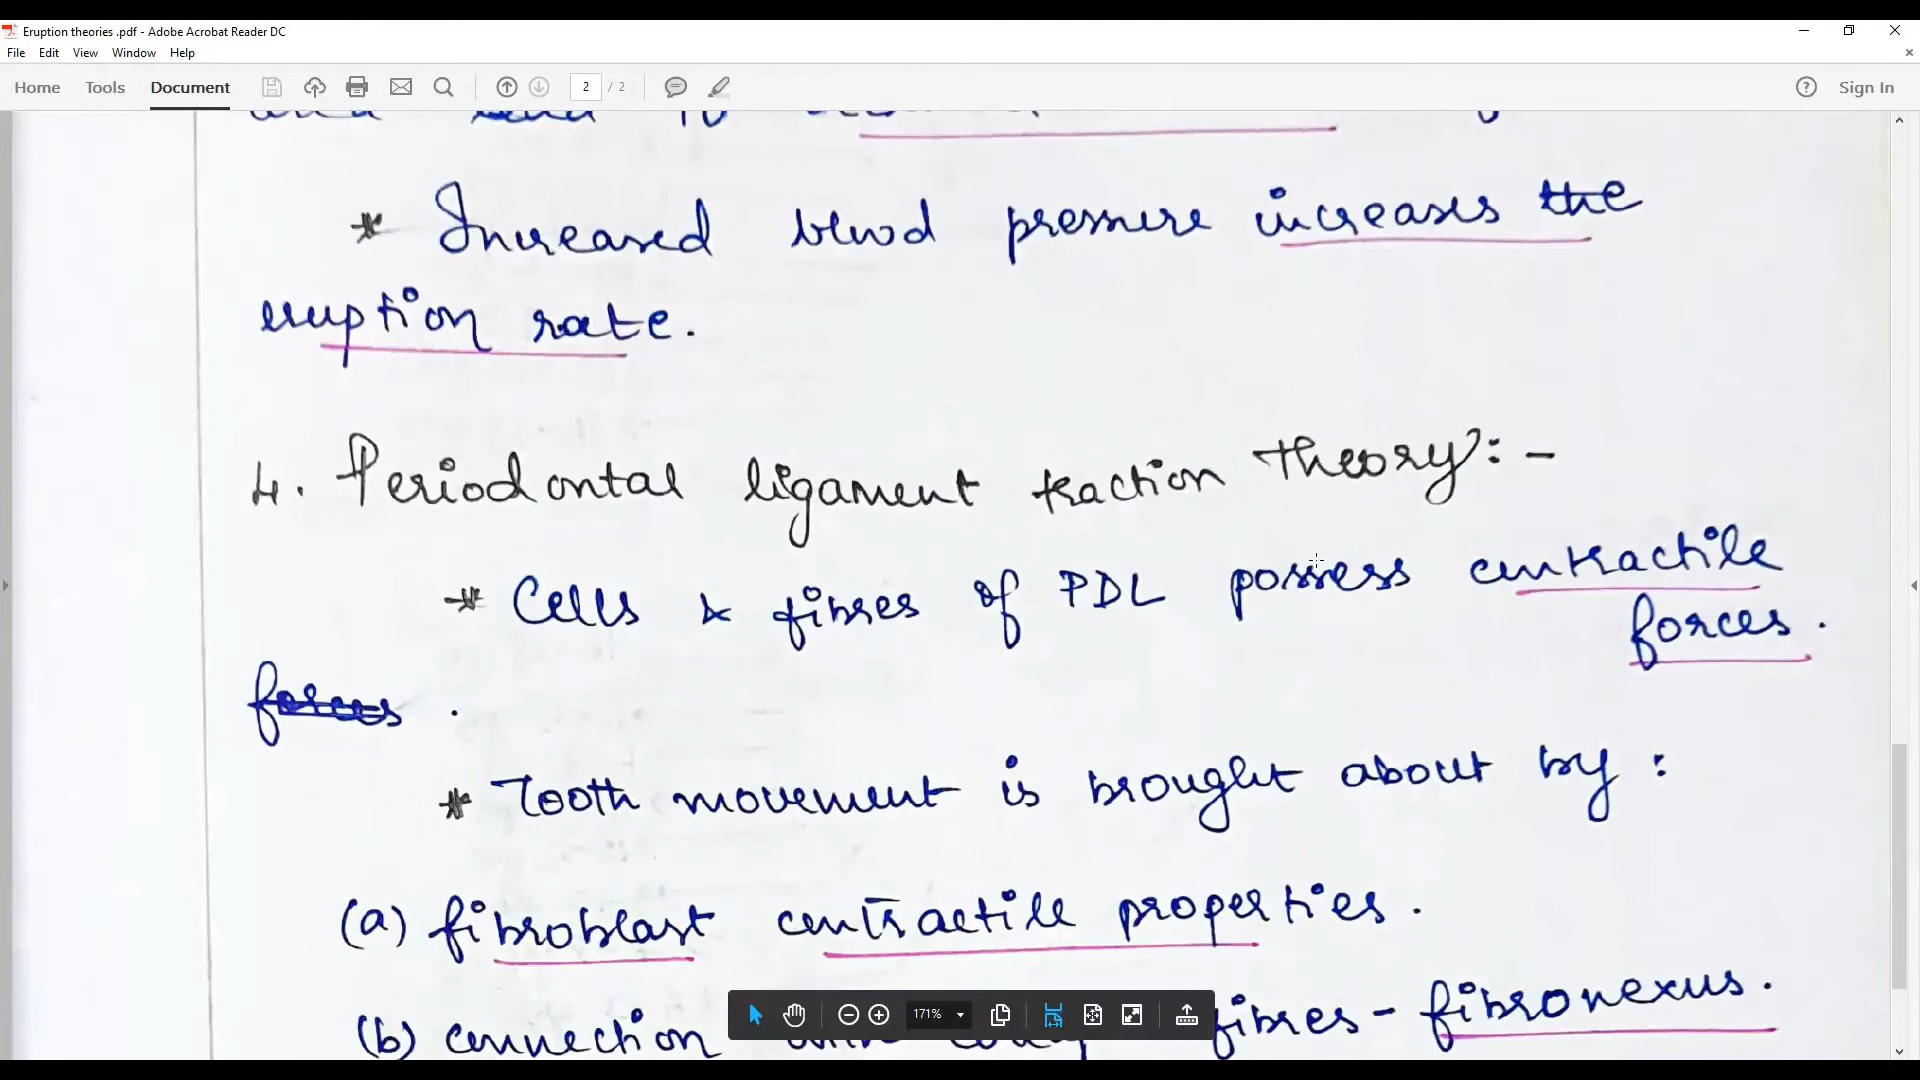 Eruption theories .pdf - Adobe Acrobat Reader DC
File Edit View Window Help
Home Tools Document 2 / 2 Sign In
* Increased blood pressure increases the
eruption rate.
4. Periodontal ligament traction theory:-
* Cells & fibres of PDL possess contractile
forces.
forces .
* Tooth movement is brought about by :
(a) fibroblast contractile properties.
(b) connection fibres - fibronexus.
171%